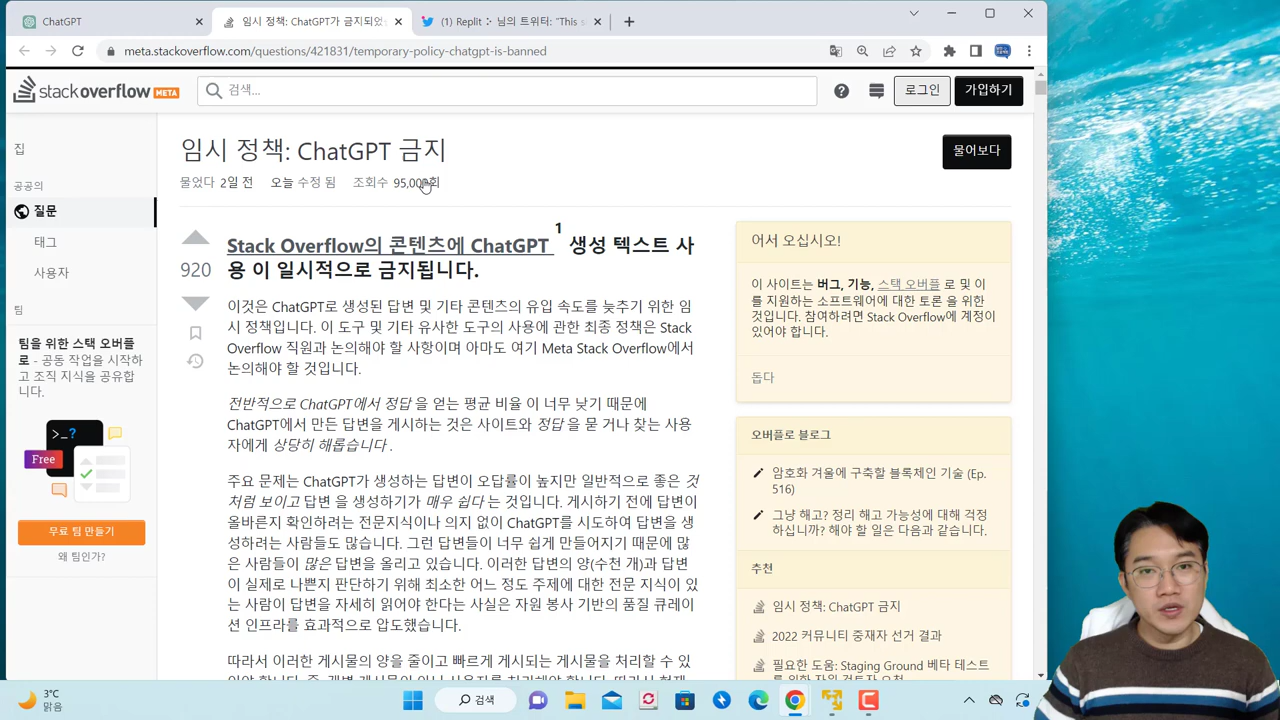 ChatGPT
임시 정책: ChatGPT가 금지되었
(1) Replit ⠕ 님의 트위터: "This s
meta.stackoverflow.com/questions/421831/temporary-policy-chatgpt-is-banned
stackoverflow META
검색...
로그인
가입하기
집
공공의
질문
태그
사용자
팀
팀을 위한 스택 오버플
로 - 공동 작업을 시작하
고 조직 지식을 공유합
니다.
>_?
Free
무료 팀 만들기
왜 팀인가?
임시 정책: ChatGPT 금지
물어보다
물었다 2일 전 오늘 수정 됨 조회수
920
Stack Overflow의 콘텐츠에 ChatGPT 1 생성 텍스트 사
용 이 일시적으로 금지됩니다.
이것은 ChatGPT로 생성된 답변 및 기타 콘텐츠의 유입 속도를 늦추기 위한 임
시 정책입니다. 이 도구 및 기타 유사한 도구의 사용에 관한 최종 정책은 Stack
Overflow 직원과 논의해야 할 사항이며 아마도 여기 Meta Stack Overflow에서
논의해야 할 것입니다.
전반적으로 ChatGPT에서 정답 을 얻는 평균 비율 이 너무 낮기 때문에
ChatGPT에서 만든 답변을 게시하는 것은 사이트와 정답 을 묻 거나 찾는 사용
자에게 상당히 해롭습니다 .
주요 문제는 ChatGPT가 생성하는 답변이 오답률이 높지만 일반적으로 좋은 것
처럼 보이고 답변 을 생성하기가 매우 쉽다 는 것입니다. 게시하기 전에 답변이
올바른지 확인하려는 전문지식이나 의지 없이 ChatGPT를 시도하여 답변을 생
성하려는 사람들도 많습니다. 그런 답변들이 너무 쉽게 만들어지기 때문에 많
은 사람들이 많은 답변을 올리고 있습니다. 이러한 답변의 양(수천 개)과 답변
이 실제로 나쁜지 판단하기 위해 최소한 어느 정도 주제에 대한 전문 지식이 있
는 사람이 답변을 자세히 읽어야 한다는 사실은 자원 봉사 기반의 품질 큐레이
션 인프라를 효과적으로 압도했습니다.
따라서 이러한 게시물의 양을 줄이고 빠르게 게시되는 게시물을 처리할 수 있
어서 오십시오!
이 사이트는 버그, 기능, 스택 오버플 로 및 이
를 지원하는 소프트웨어에 대한 토론 을 위한
것입니다. 참여하려면 Stack Overflow에 계정이
있어야 합니다.
돕다
오버플로 블로그
암호화 겨울에 구축할 블록체인 기술 (Ep.
516)
그냥 해고? 정리 해고 가능성에 대해 걱정
하십니까? 해야 할 일은 다음과 같습니다.
추천
임시 정책: ChatGPT 금지
2022 커뮤니티 중재자 선거 결과
필요한 도움: Staging Ground 베타 테스트
3℃
맑음
검색